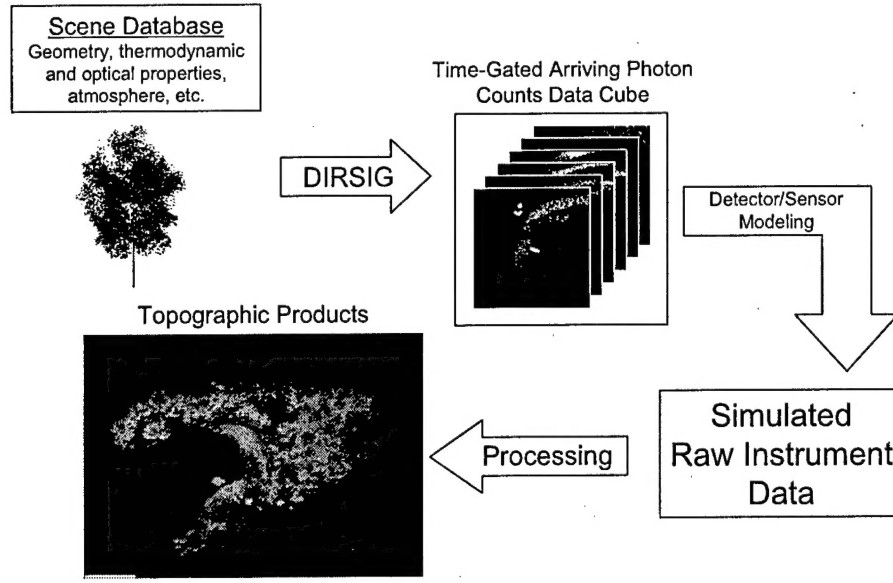 Scene Database
Geometry, thermodynamic
and optical properties,
atmosphere, etc.
DIRSIG
Time-Gated Arriving Photon
Counts Data Cube
Detector/Sensor
Modeling
Simulated
Raw Instrument
Data
Processing
Topographic Products